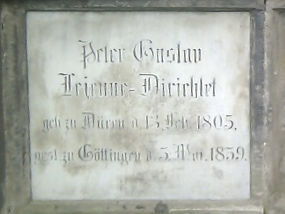 Peter Gustav
Lejeune-Dirichlet
geb. zu Düren d. 13. Feb. 1805,
gest. zu Göttingen d. 5. Mai. 1859.